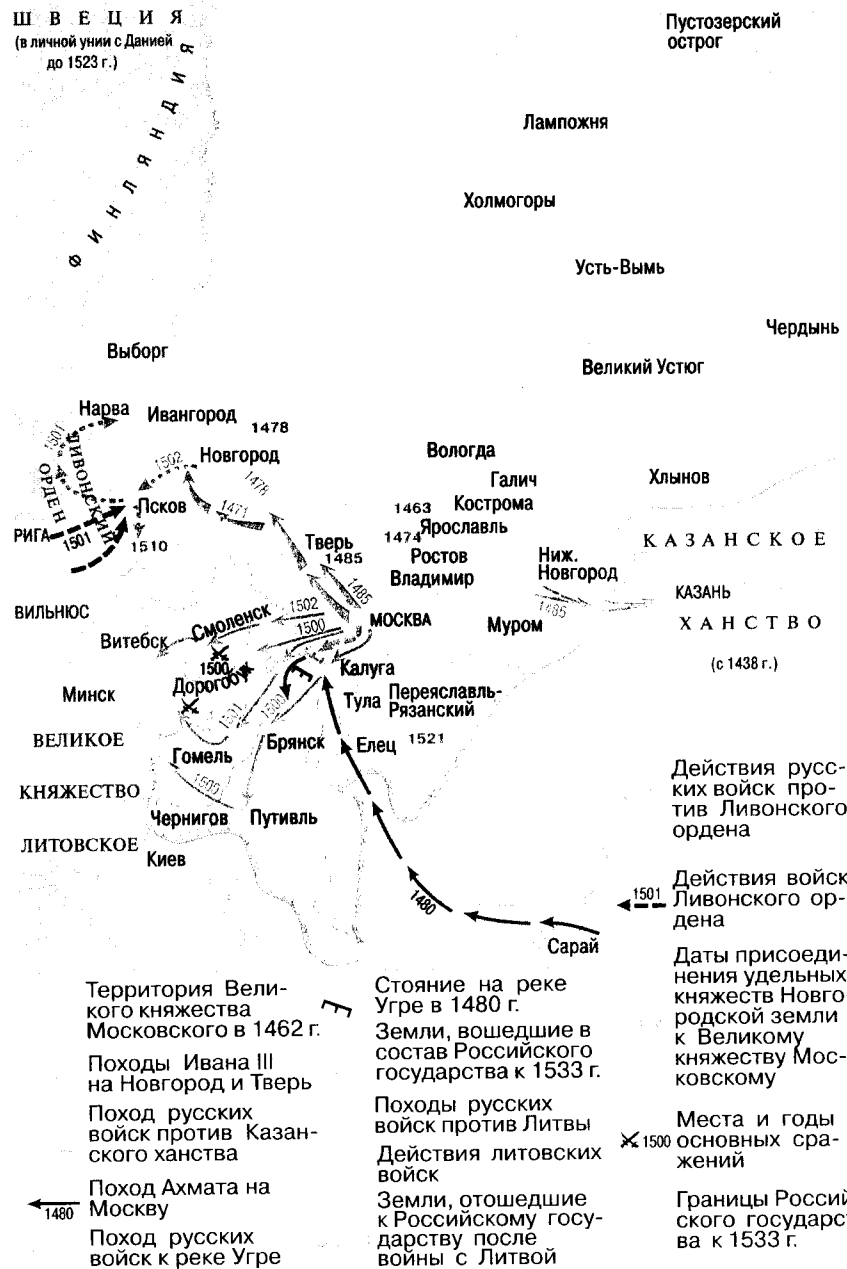 ШВЕЦИЯ
(в личной унии с Данией
до 1523 г.)
ФИНЛЯНДИЯ
Пустозерский
острог
Лампожня
Холмогоры
Усть-Вымь
Чердынь
Выборг
Великий Устюг
Нарва
Ивангород
1478
1501
ЛИВОНСКИЙ
ОРДЕН
1502
Новгород
1478
Вологда
Галич
Хлынов
Псков
1471
1463
Кострома
РИГА
1501
1510
Тверь
1485
1474
Ярославль
Ростов
Владимир
Ниж.
Новгород
КАЗАНСКОЕ
1485
1485
КАЗАНЬ
ХАНСТВО
(с 1438 г.)
ВИЛЬНЮС
Витебск
Смоленск
1502
1500
МОСКВА
Муром
1500
Дорогобуж
Калуга
Минск
1501
1500
Тула
Переяславль-
Рязанский
ВЕЛИКОЕ
Гомель
Брянск
Елец
1521
КНЯЖЕСТВО
1500
Чернигов
Путивль
ЛИТОВСКОЕ
Киев
1480
Сарай
Действия русс-
ких войск про-
тив Ливонского
ордена
1501
Действия войск
Ливонского ор-
дена
Даты присоеди-
нения удельных
княжеств Новго-
родской земли
к Великому
княжеству Мос-
ковскому
1500
Места и годы
основных сра-
жений
Границы Россий
ского государст
ва к 1533 г.
Территория Вели-
кого княжества
Московского в 1462 г.
Походы Ивана III
на Новгород и Тверь
Поход русских
войск против Казан-
ского ханства
1480
Поход Ахмата на
Москву
Поход русских
войск к реке Угре
Стояние на реке
Угре в 1480 г.
Земли, вошедшие в
состав Российского
государства к 1533 г.
Походы русских
войск против Литвы
Действия литовских
войск
Земли, отошедшие
к Российскому госу-
дарству после
войны с Литвой